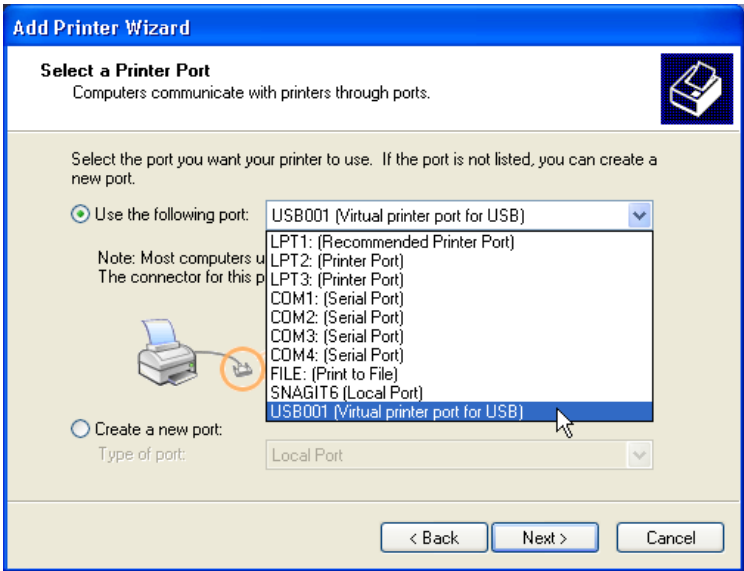 Add Printer Wizard
Select a Printer Port
Computers communicate with printers through ports.
Select the port you want your printer to use.  If the port is not listed, you can create a
new port.
Use the following port:
USB001 (Virtual printer port for USB)
Note: Most computers u
The connector for this p
LPT1: (Recommended Printer Port)
LPT2: (Printer Port)
LPT3: (Printer Port)
COM1: (Serial Port)
COM2: (Serial Port)
COM3: (Serial Port)
COM4: (Serial Port)
FILE: (Print to File)
SNAGIT6 (Local Port)
USB001 (Virtual printer port for USB)
Create a new port:
Type of port:
Local Port
< Back
Next >
Cancel